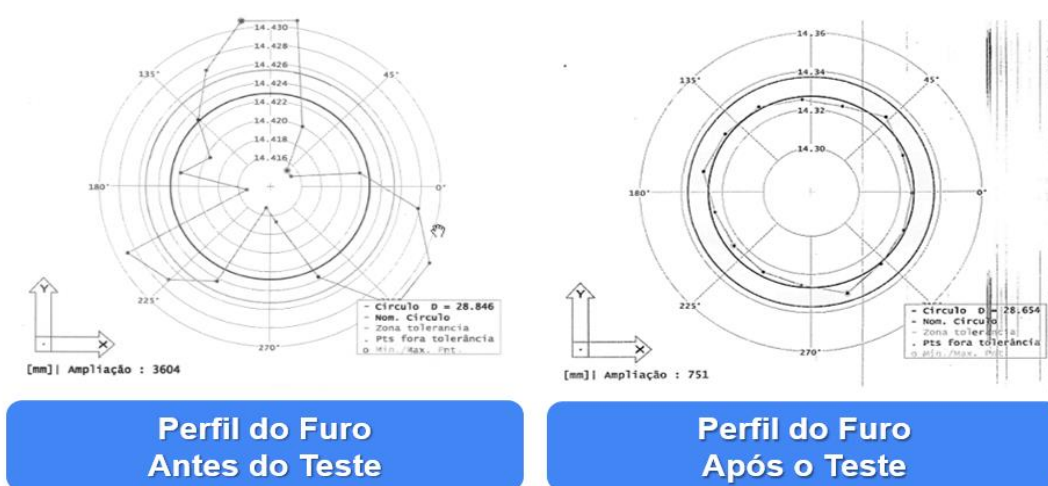 14.430
14.428
14.426
14.424
14.422
14.420
14.418
14.416
135°
45°
180°
0°
225°
270°
Y
X
- Circulo D = 28.846
- Nom. Circulo
- Zona tolerancia
. Pts fora tolerância
o Min./Max. Pnt.
[mm]| Ampliação : 3604
14.36
14.34
14.32
14.30
135°
45°
180°
0°
225°
270°
Y
X
- Circulo D = 28.654
- Nom. Circulo
- Zona tolerancia
. Pts fora tolerância
o Min./Max. Pnt
[mm]| Ampliação : 751
Perfil do Furo
Antes do Teste
Perfil do Furo
Após o Teste